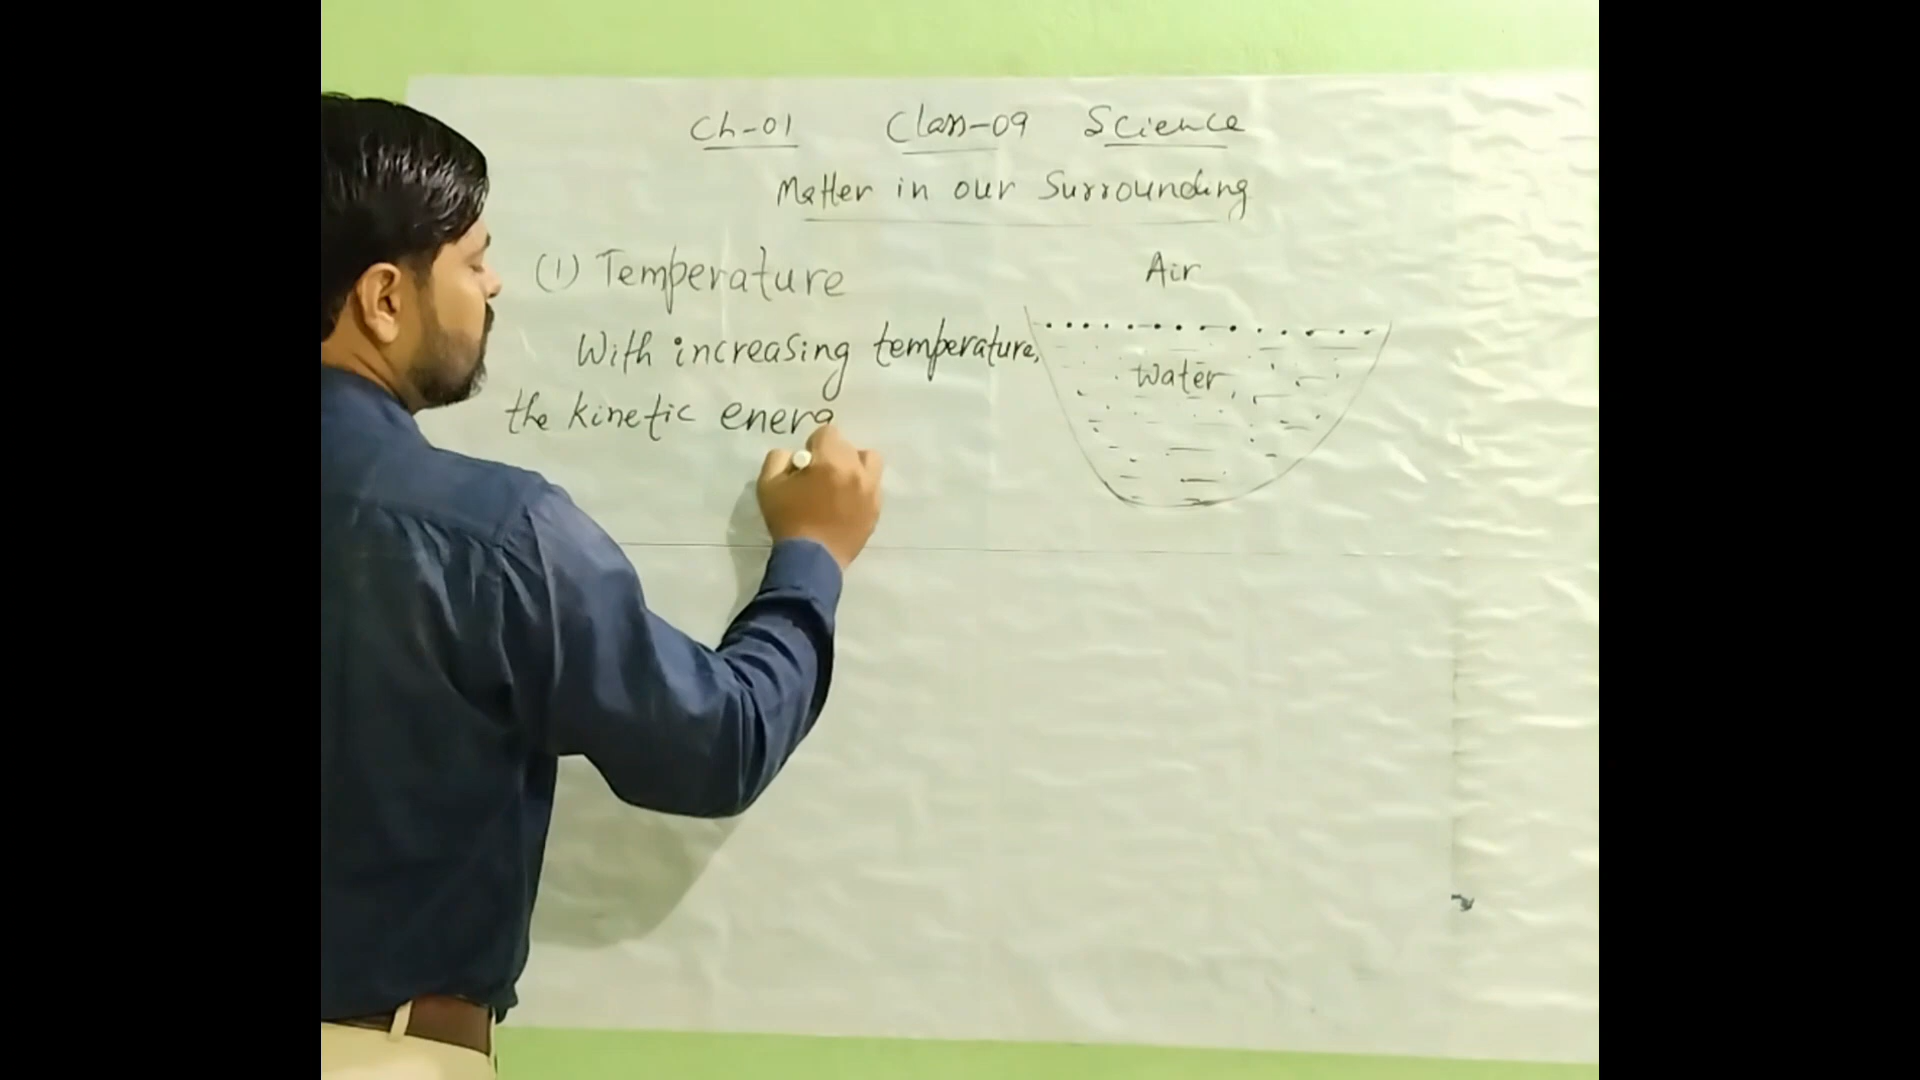 Ch-01 Class-09 Science
Matter in our Surrounding
(1) Temperature
With increasing temperature,
the kinetic energ
Air
Water